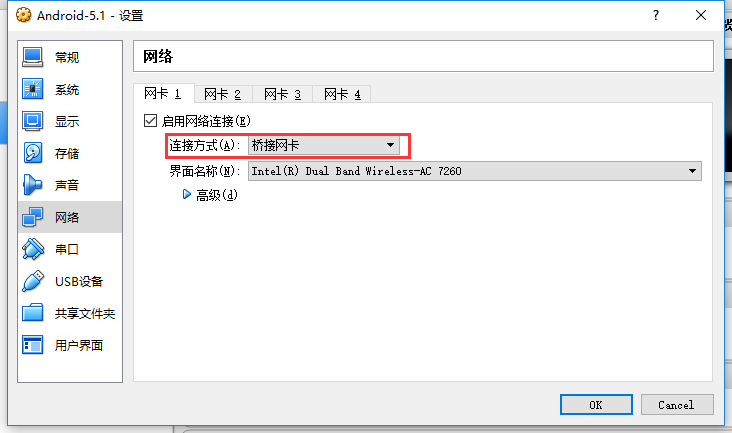 Android-5.1 - 设置
?
常规
系统
显示
存储
声音
网络
串口
USB设备
共享文件夹
用户界面
网络
网卡 1 网卡 2 网卡 3 网卡 4
启用网络连接(E)
连接方式(A): 桥接网卡
界面名称(N): Intel(R) Dual Band Wireless-AC 7260
高级(d)
OK Cancel